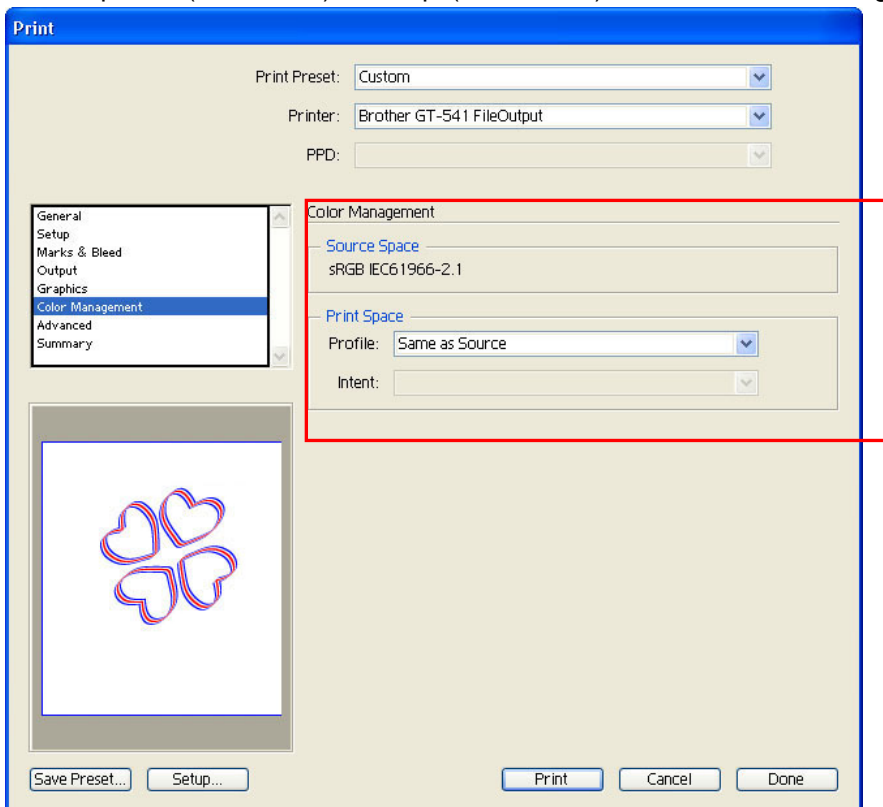 Print
Print Preset: Custom
Printer: Brother GT-541 FileOutput
PPD:
General
Setup
Marks & Bleed
Output
Graphics
Color Management
Advanced
Summary
Color Management
Source Space
sRGB IEC61966-2.1
Print Space
Profile: Same as Source
Intent:
Save Preset... Setup... Print Cancel Done